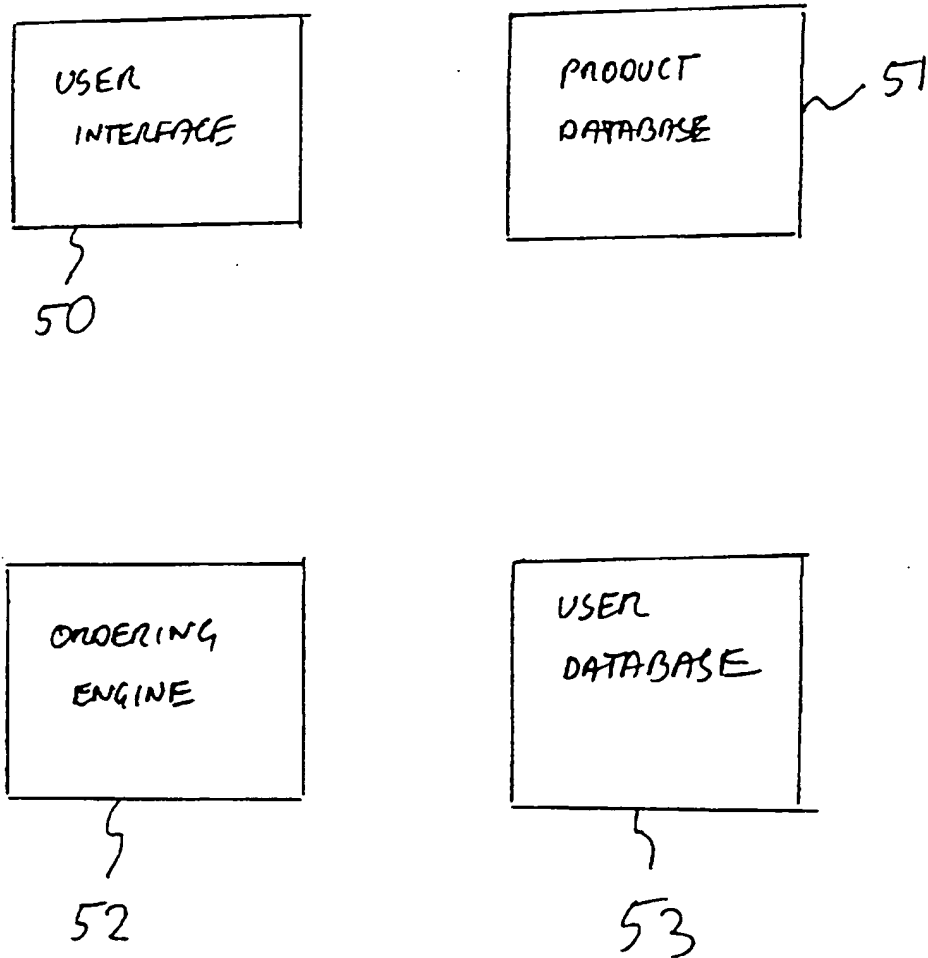 USER
INTERFACE
50
PRODUCT
DATABASE
51
ORDERING
ENGINE
52
USER
DATABASE
53